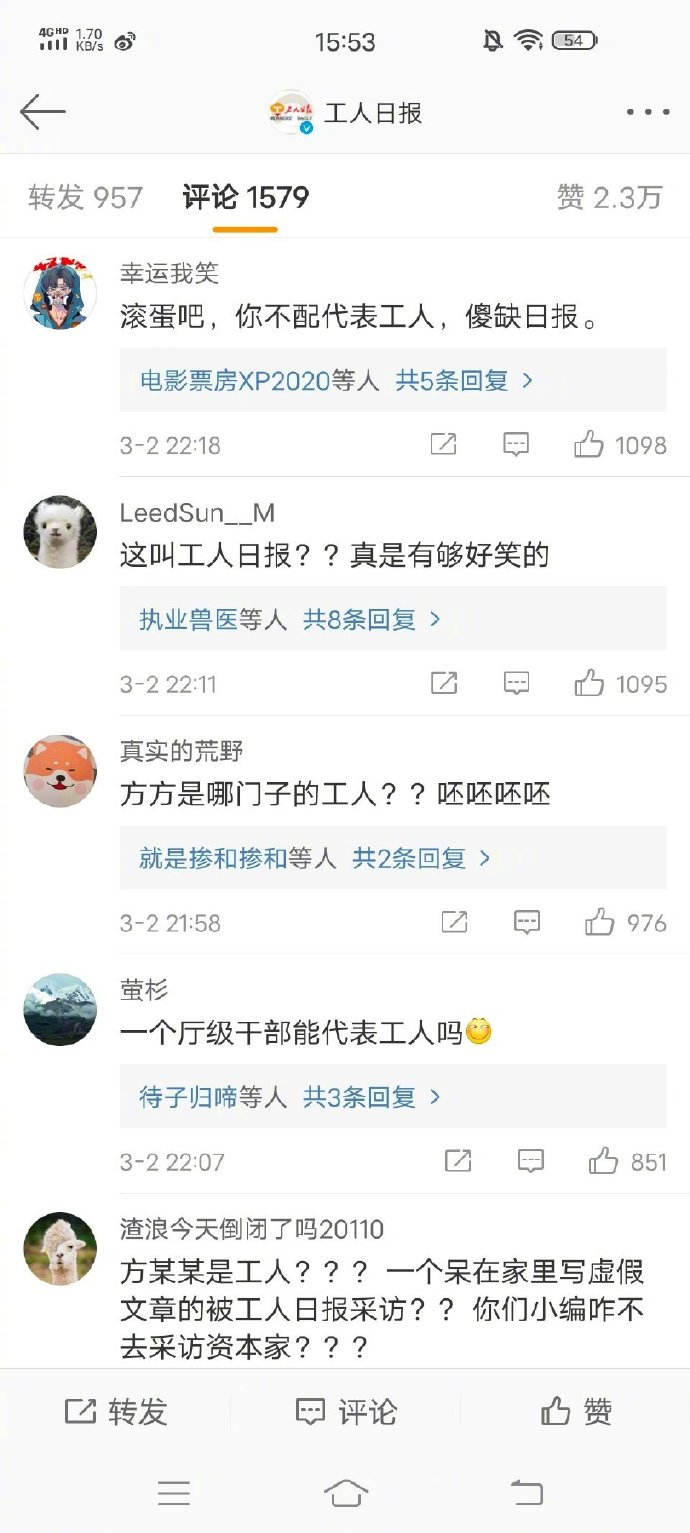 4GHD 1.70
KB/s
15:53
54
工人日报
转发 957 评论 1579 赞 2.3万
幸运我笑
滚蛋吧，你不配代表工人，傻缺日报。
电影票房XP2020等人 共5条回复 >
3-2 22:18 1098
LeedSun__M
这叫工人日报？？真是有够好笑的
执业兽医等人 共8条回复 >
3-2 22:11 1095
真实的荒野
方方是哪门子的工人？？呸呸呸呸
就是掺和掺和等人 共2条回复 >
3-2 21:58 976
萤杉
一个厅级干部能代表工人吗
待子归啼等人 共3条回复 >
3-2 22:07 851
渣浪今天倒闭了吗20110
方某某是工人？？？ 一个呆在家里写虚假
文章的被工人日报采访？？ 你们小编咋不
去采访资本家？？？
转发 评论 赞